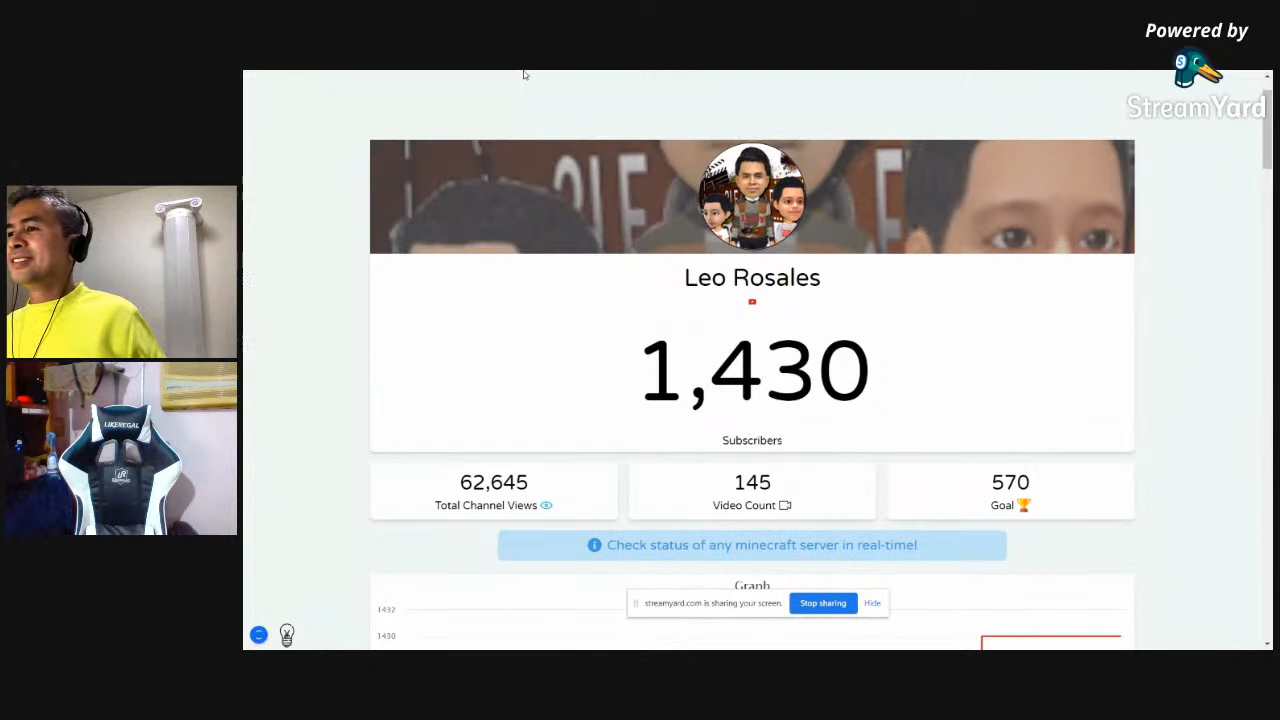 Powered by
StreamYard
Leo Rosales
1,430
Subscribers
62,645
Total Channel Views
145
Video Count
570
Goal
Check status of any minecraft server in real-time!
Graph
streamyard.com is sharing your screen.
Stop sharing
Hide
1432
1430
LIKEREGAL